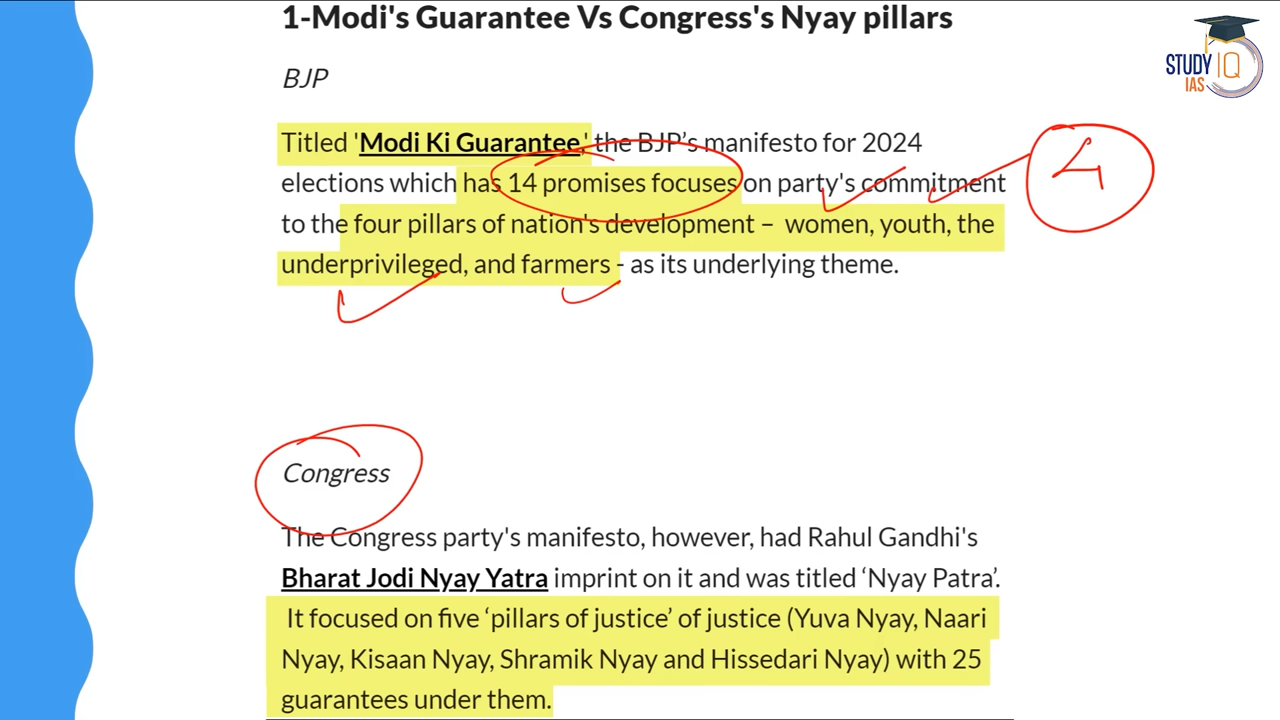 1-Modi's Guarantee Vs Congress's Nyay pillars
STUDY IQ
IAS
BJP
Titled 'Modi Ki Guarantee,' the BJP's manifesto for 2024
elections which has 14 promises focuses on party's commitment
4
to the four pillars of nation's development – women, youth, the
underprivileged, and farmers - as its underlying theme.
Congress
The Congress party's manifesto, however, had Rahul Gandhi's
Bharat Jodi Nyay Yatra imprint on it and was titled ‘Nyay Patra’.
It focused on five ‘pillars of justice’ of justice (Yuva Nyay, Naari
Nyay, Kisaan Nyay, Shramik Nyay and Hissedari Nyay) with 25
guarantees under them.